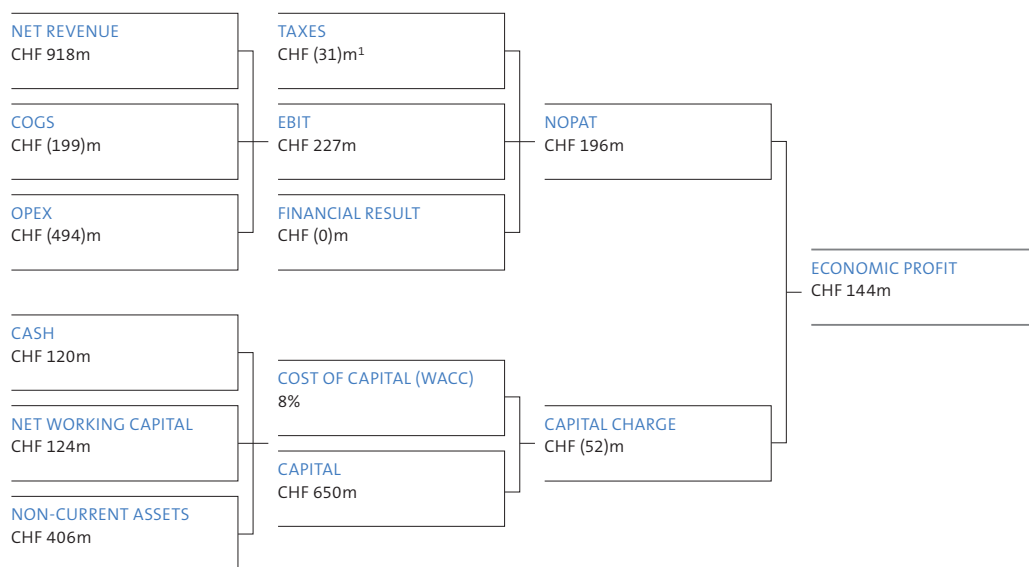 NET REVENUE
CHF 918m
COGS
CHF (199)m
OPEX
CHF (494)m
TAXES
CHF (31)m¹
EBIT
CHF 227m
FINANCIAL RESULT
CHF (0)m
NOPAT
CHF 196m
ECONOMIC PROFIT
CHF 144m
CASH
CHF 120m
NET WORKING CAPITAL
CHF 124m
NON-CURRENT ASSETS
CHF 406m
COST OF CAPITAL (WACC)
8%
CAPITAL
CHF 650m
CAPITAL CHARGE
CHF (52)m